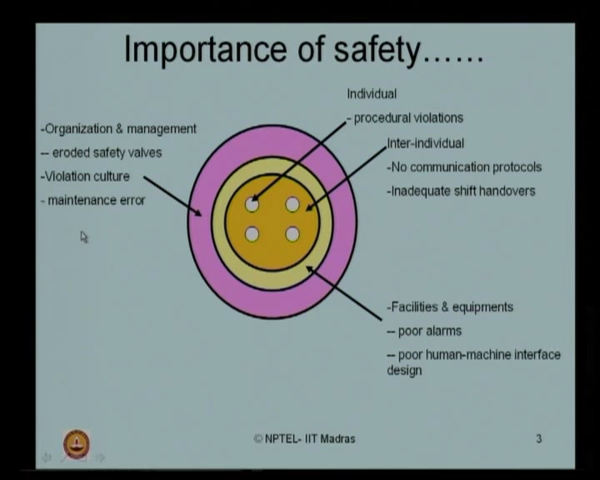 Importance of safety……
Individual
- procedural violations
-Organization & management
-- eroded safety valves
-Violation culture
- maintenance error
Inter-individual
-No communication protocols
-Inadequate shift handovers
-Facilities & equipments
-- poor alarms
-- poor human-machine interface
design
© NPTEL- IIT Madras
3